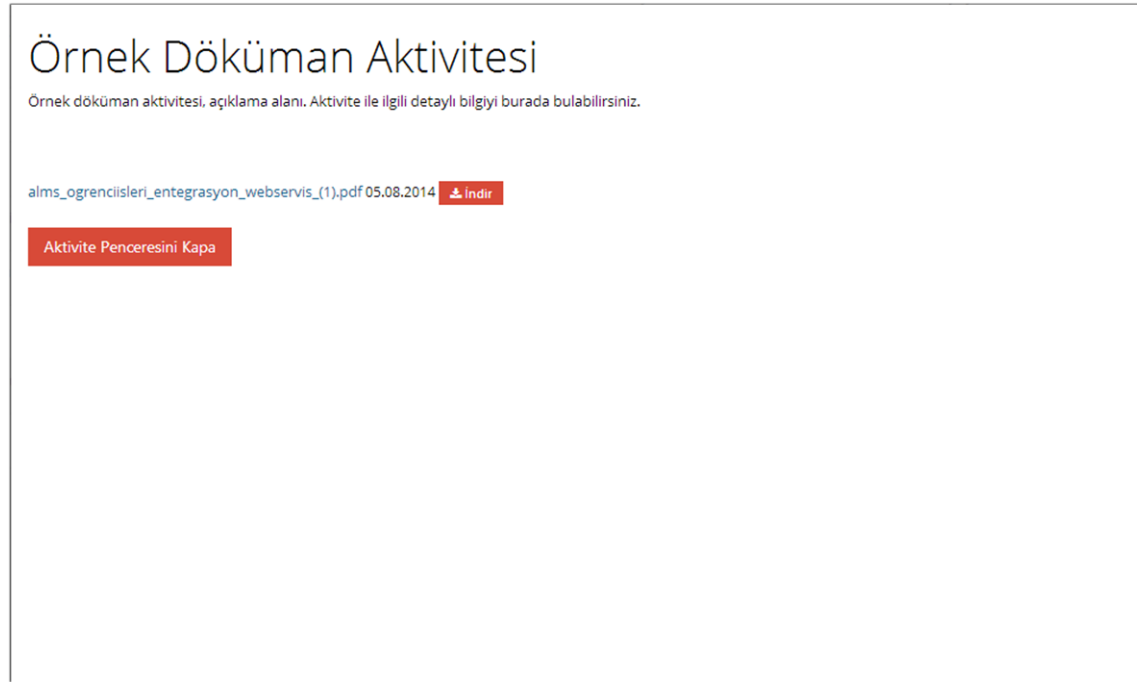 Örnek Döküman Aktivitesi
Örnek döküman aktivitesi, açıklama alanı. Aktivite ile ilgili detaylı bilgiyi burada bulabilirsiniz.
alms_ogrenciisleri_entegrasyon_webservis_(1).pdf 05.08.2014 İndir
Aktivite Penceresini Kapa